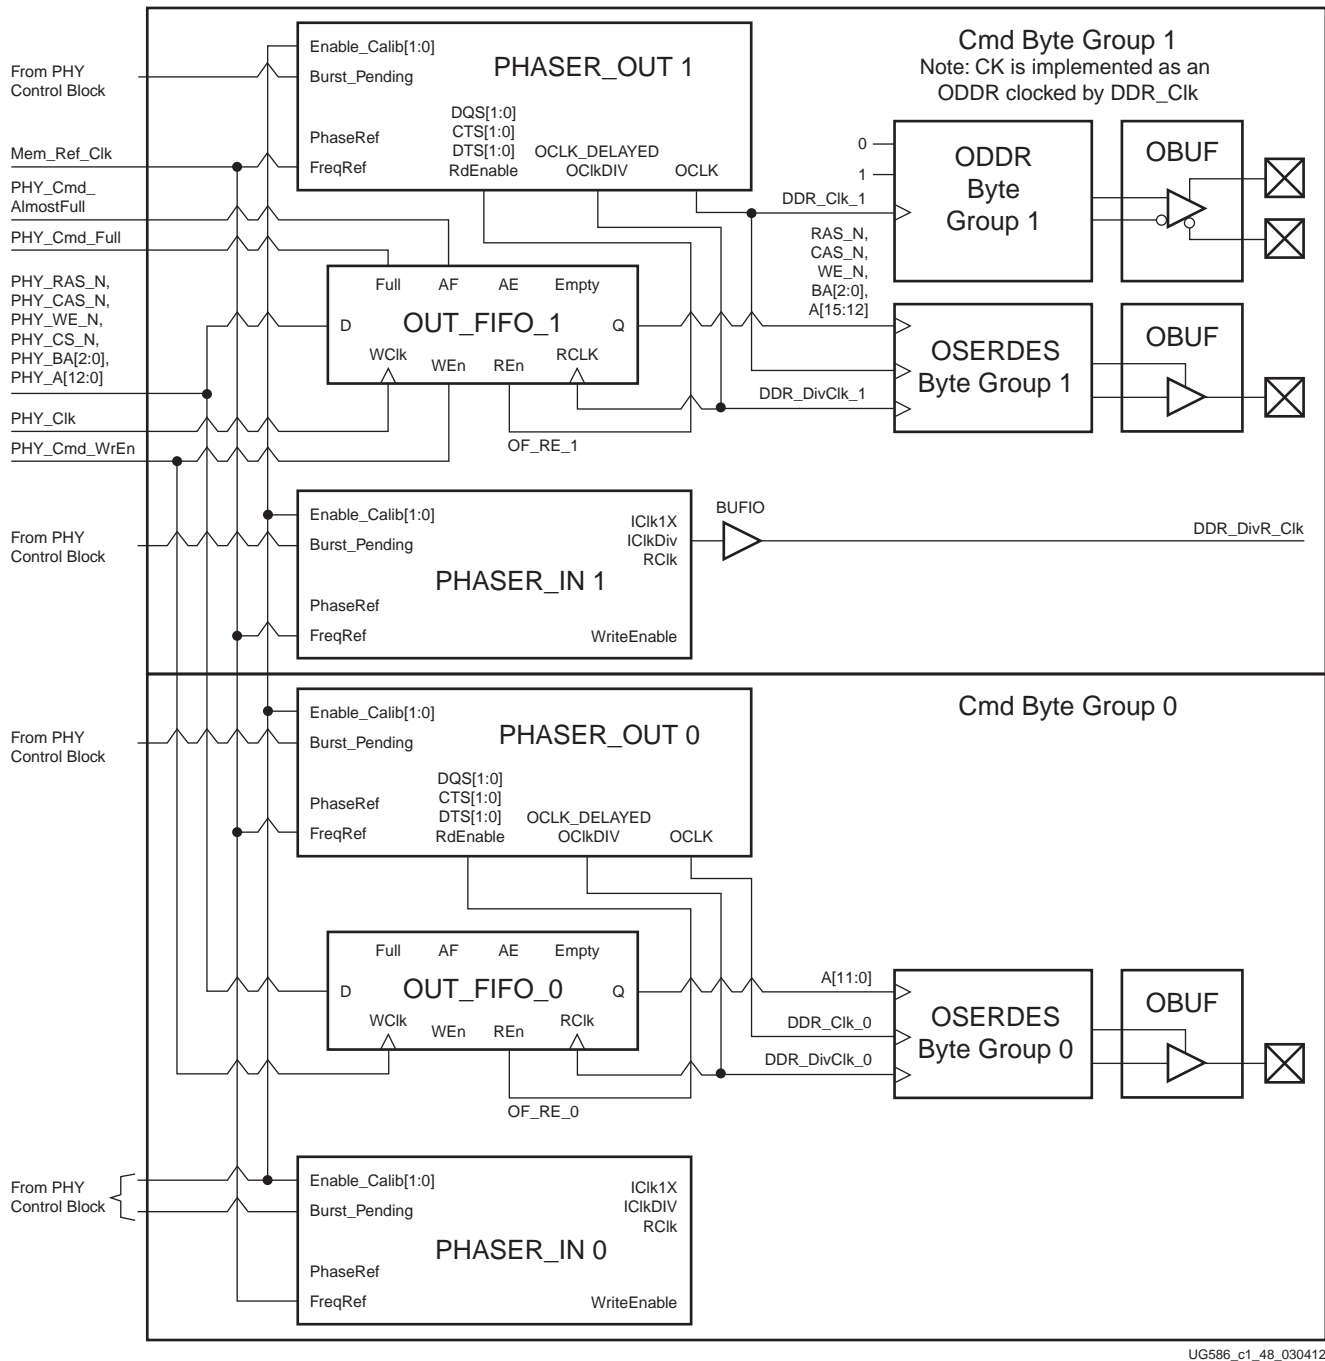 Cmd Byte Group 1
Note: CK is implemented as an
ODDR clocked by DDR_Clk
From PHY
Control Block
Enable_Calib[1:0]
Burst_Pending
PHASER_OUT 1
PhaseRef
FreqRef
DQS[1:0]
CTS[1:0]
DTS[1:0]
RdEnable
OCLK_DELAYED
OClkDIV
OCLK
Mem_Ref_Clk
PHY_Cmd_
AlmostFull
PHY_Cmd_Full
PHY_RAS_N,
PHY_CAS_N,
PHY_WE_N,
PHY_CS_N,
PHY_BA[2:0],
PHY_A[12:0]
PHY_Clk
PHY_Cmd_WrEn
0
1
DDR_Clk_1
ODDR
Byte
Group 1
OBUF
RAS_N,
CAS_N,
WE_N,
BA[2:0],
A[15:12]
Full
AF
AE
Empty
D
OUT_FIFO_1
Q
WClk
WEn
REn
RCLK
OF_RE_1
DDR_DivClk_1
OSERDES
Byte Group 1
OBUF
From PHY
Control Block
Enable_Calib[1:0]
Burst_Pending
IClk1X
IClkDiv
RClk
PHASER_IN 1
PhaseRef
FreqRef
WriteEnable
BUFIO
DDR_DivR_Clk
Cmd Byte Group 0
From PHY
Control Block
Enable_Calib[1:0]
Burst_Pending
PHASER_OUT 0
PhaseRef
FreqRef
DQS[1:0]
CTS[1:0]
DTS[1:0]
RdEnable
OCLK_DELAYED
OClkDIV
OCLK
Full
AF
AE
Empty
D
OUT_FIFO_0
Q
WClk
WEn
REn
RClk
OF_RE_0
A[11:0]
DDR_Clk_0
DDR_DivClk_0
OSERDES
Byte Group 0
OBUF
From PHY
Control Block
Enable_Calib[1:0]
Burst_Pending
IClk1X
IClkDIV
RClk
PHASER_IN 0
PhaseRef
FreqRef
WriteEnable
UG586_c1_48_030412